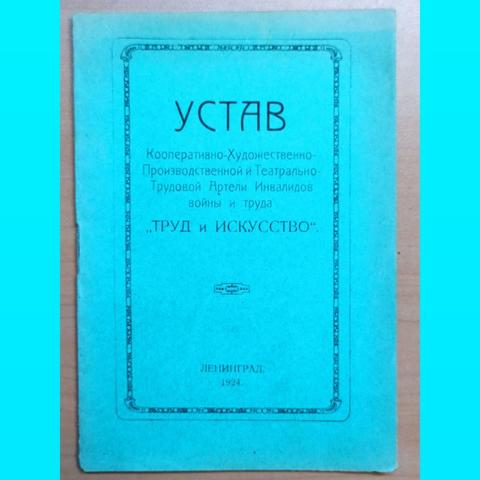 УСТАВ
Кооперативно-Художественно-
Производственной и Театрально-
Трудовой Артели Инвалидов
войны и труда
„ТРУД и ИСКУССТВО“.
ЛЕНИНГРАД.
1924.